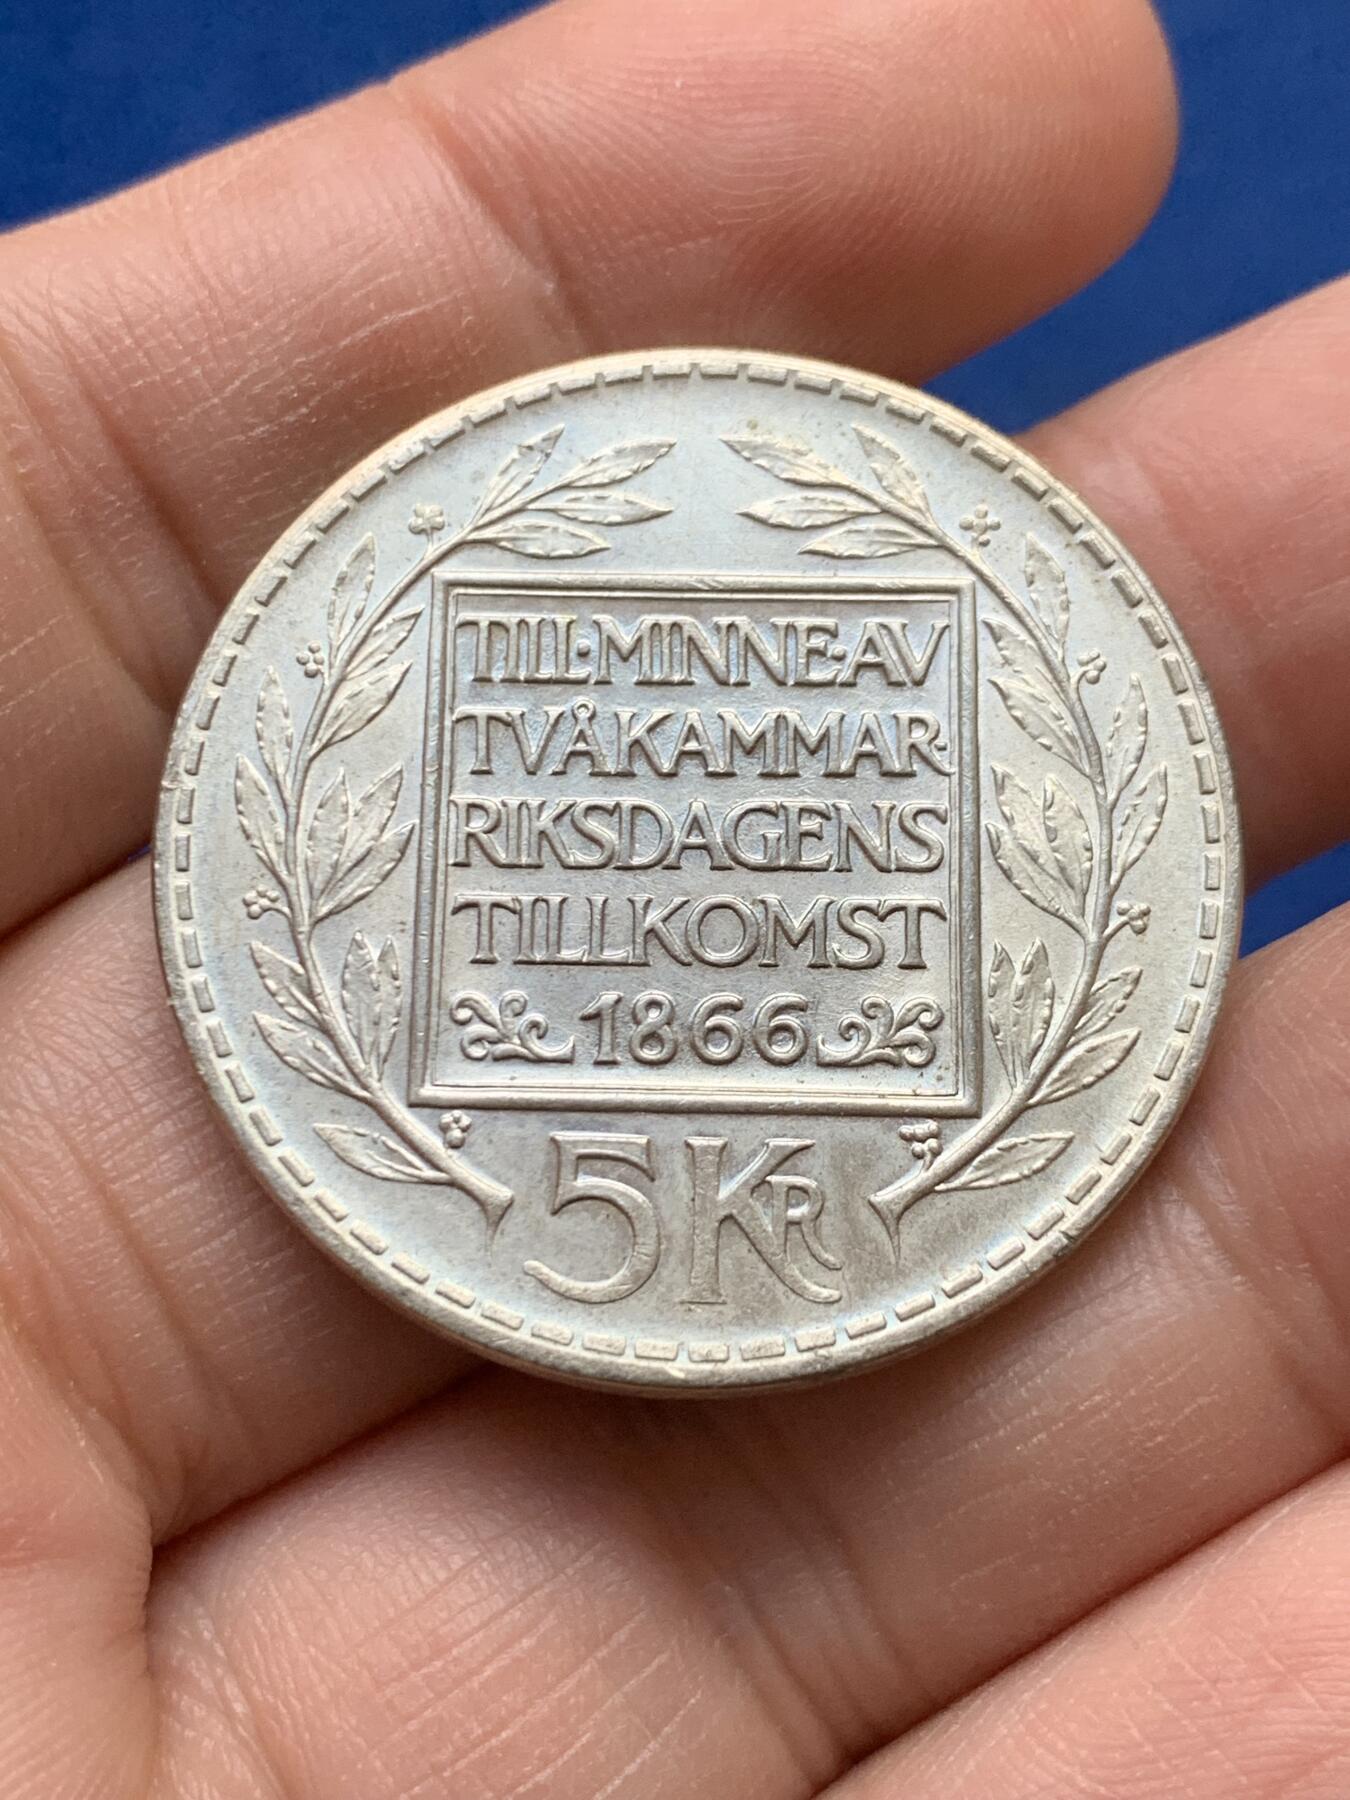 TILL·MINNE·AV
TVÅKAMMAR-
RIKSDAGENS
TILLKOMST
1866
5 KR